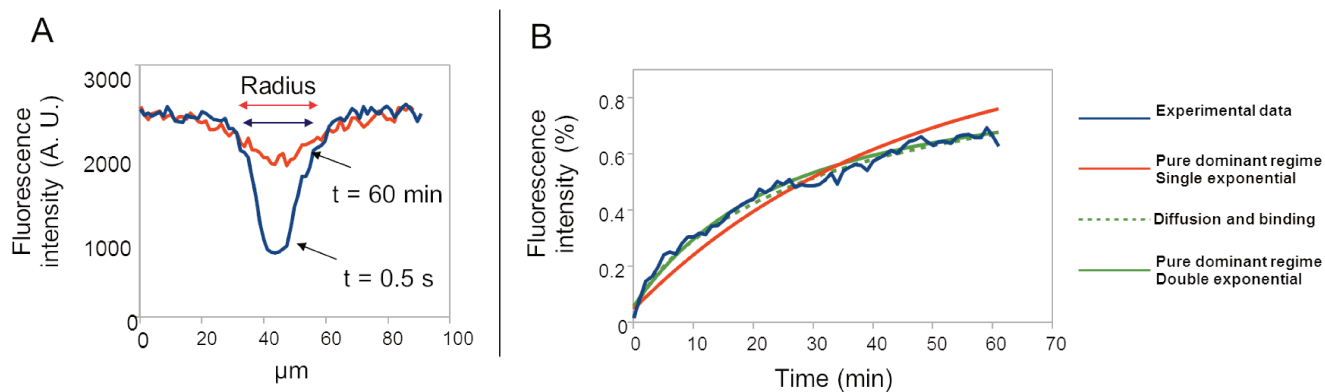 A
Fluorescence
intensity (A. U.)
3000
2000
1000
0
Radius
t = 60 min
t = 0.5 s
0
20
40
60
80
100
µm
B
Fluorescence
intensity (%)
0.8
0.6
0.4
0.2
0
0
10
20
30
40
50
60
70
Time (min)
Experimental data
Pure dominant regime
Single exponential
Diffusion and binding
Pure dominant regime
Double exponential